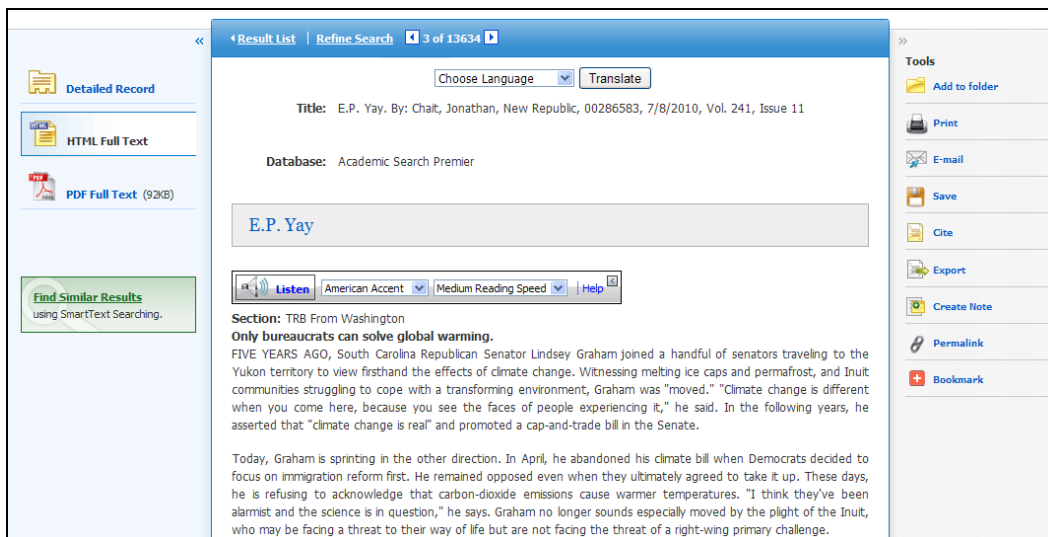 «
Detailed Record
HTML Full Text
PDF Full Text (92KB)
Find Similar Results
using SmartText Searching.
Result List | Refine Search 3 of 13634
Choose Language Translate
Title: E.P. Yay. By: Chait, Jonathan, New Republic, 00286583, 7/8/2010, Vol. 241, Issue 11
Database: Academic Search Premier
E.P. Yay
Listen American Accent Medium Reading Speed | Help
Section: TRB From Washington
Only bureaucrats can solve global warming.
FIVE YEARS AGO, South Carolina Republican Senator Lindsey Graham joined a handful of senators traveling to the
Yukon territory to view firsthand the effects of climate change. Witnessing melting ice caps and permafrost, and Inuit
communities struggling to cope with a transforming environment, Graham was "moved." "Climate change is different
when you come here, because you see the faces of people experiencing it," he said. In the following years, he
asserted that "climate change is real" and promoted a cap-and-trade bill in the Senate.
Today, Graham is sprinting in the other direction. In April, he abandoned his climate bill when Democrats decided to
focus on immigration reform first. He remained opposed even when they ultimately agreed to take it up. These days,
he is refusing to acknowledge that carbon-dioxide emissions cause warmer temperatures. "I think they've been
alarmist and the science is in question," he says. Graham no longer sounds especially moved by the plight of the Inuit,
who may be facing a threat to their way of life but are not facing the threat of a right-wing primary challenge.
»
Tools
Add to folder
Print
E-mail
Save
Cite
Export
Create Note
Permalink
Bookmark